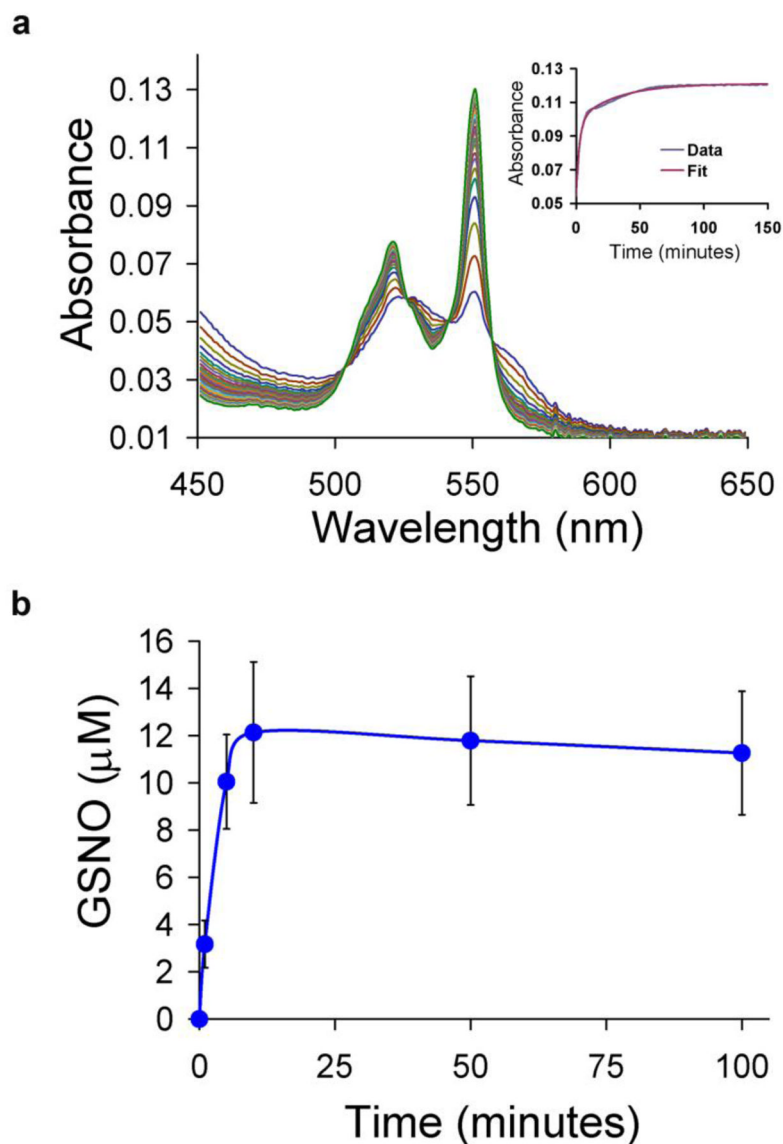 a
Absorbance
0.13
0.11
0.09
0.07
0.05
0.03
0.01
450 500 550 600 650
Wavelength (nm)
Absorbance
0.13
0.11
0.09
0.07
0.05
Data
Fit
0 50 100 150
Time (minutes)
b
GSNO (μM)
16
14
12
10
8
6
4
2
0
0 25 50 75 100
Time (minutes)